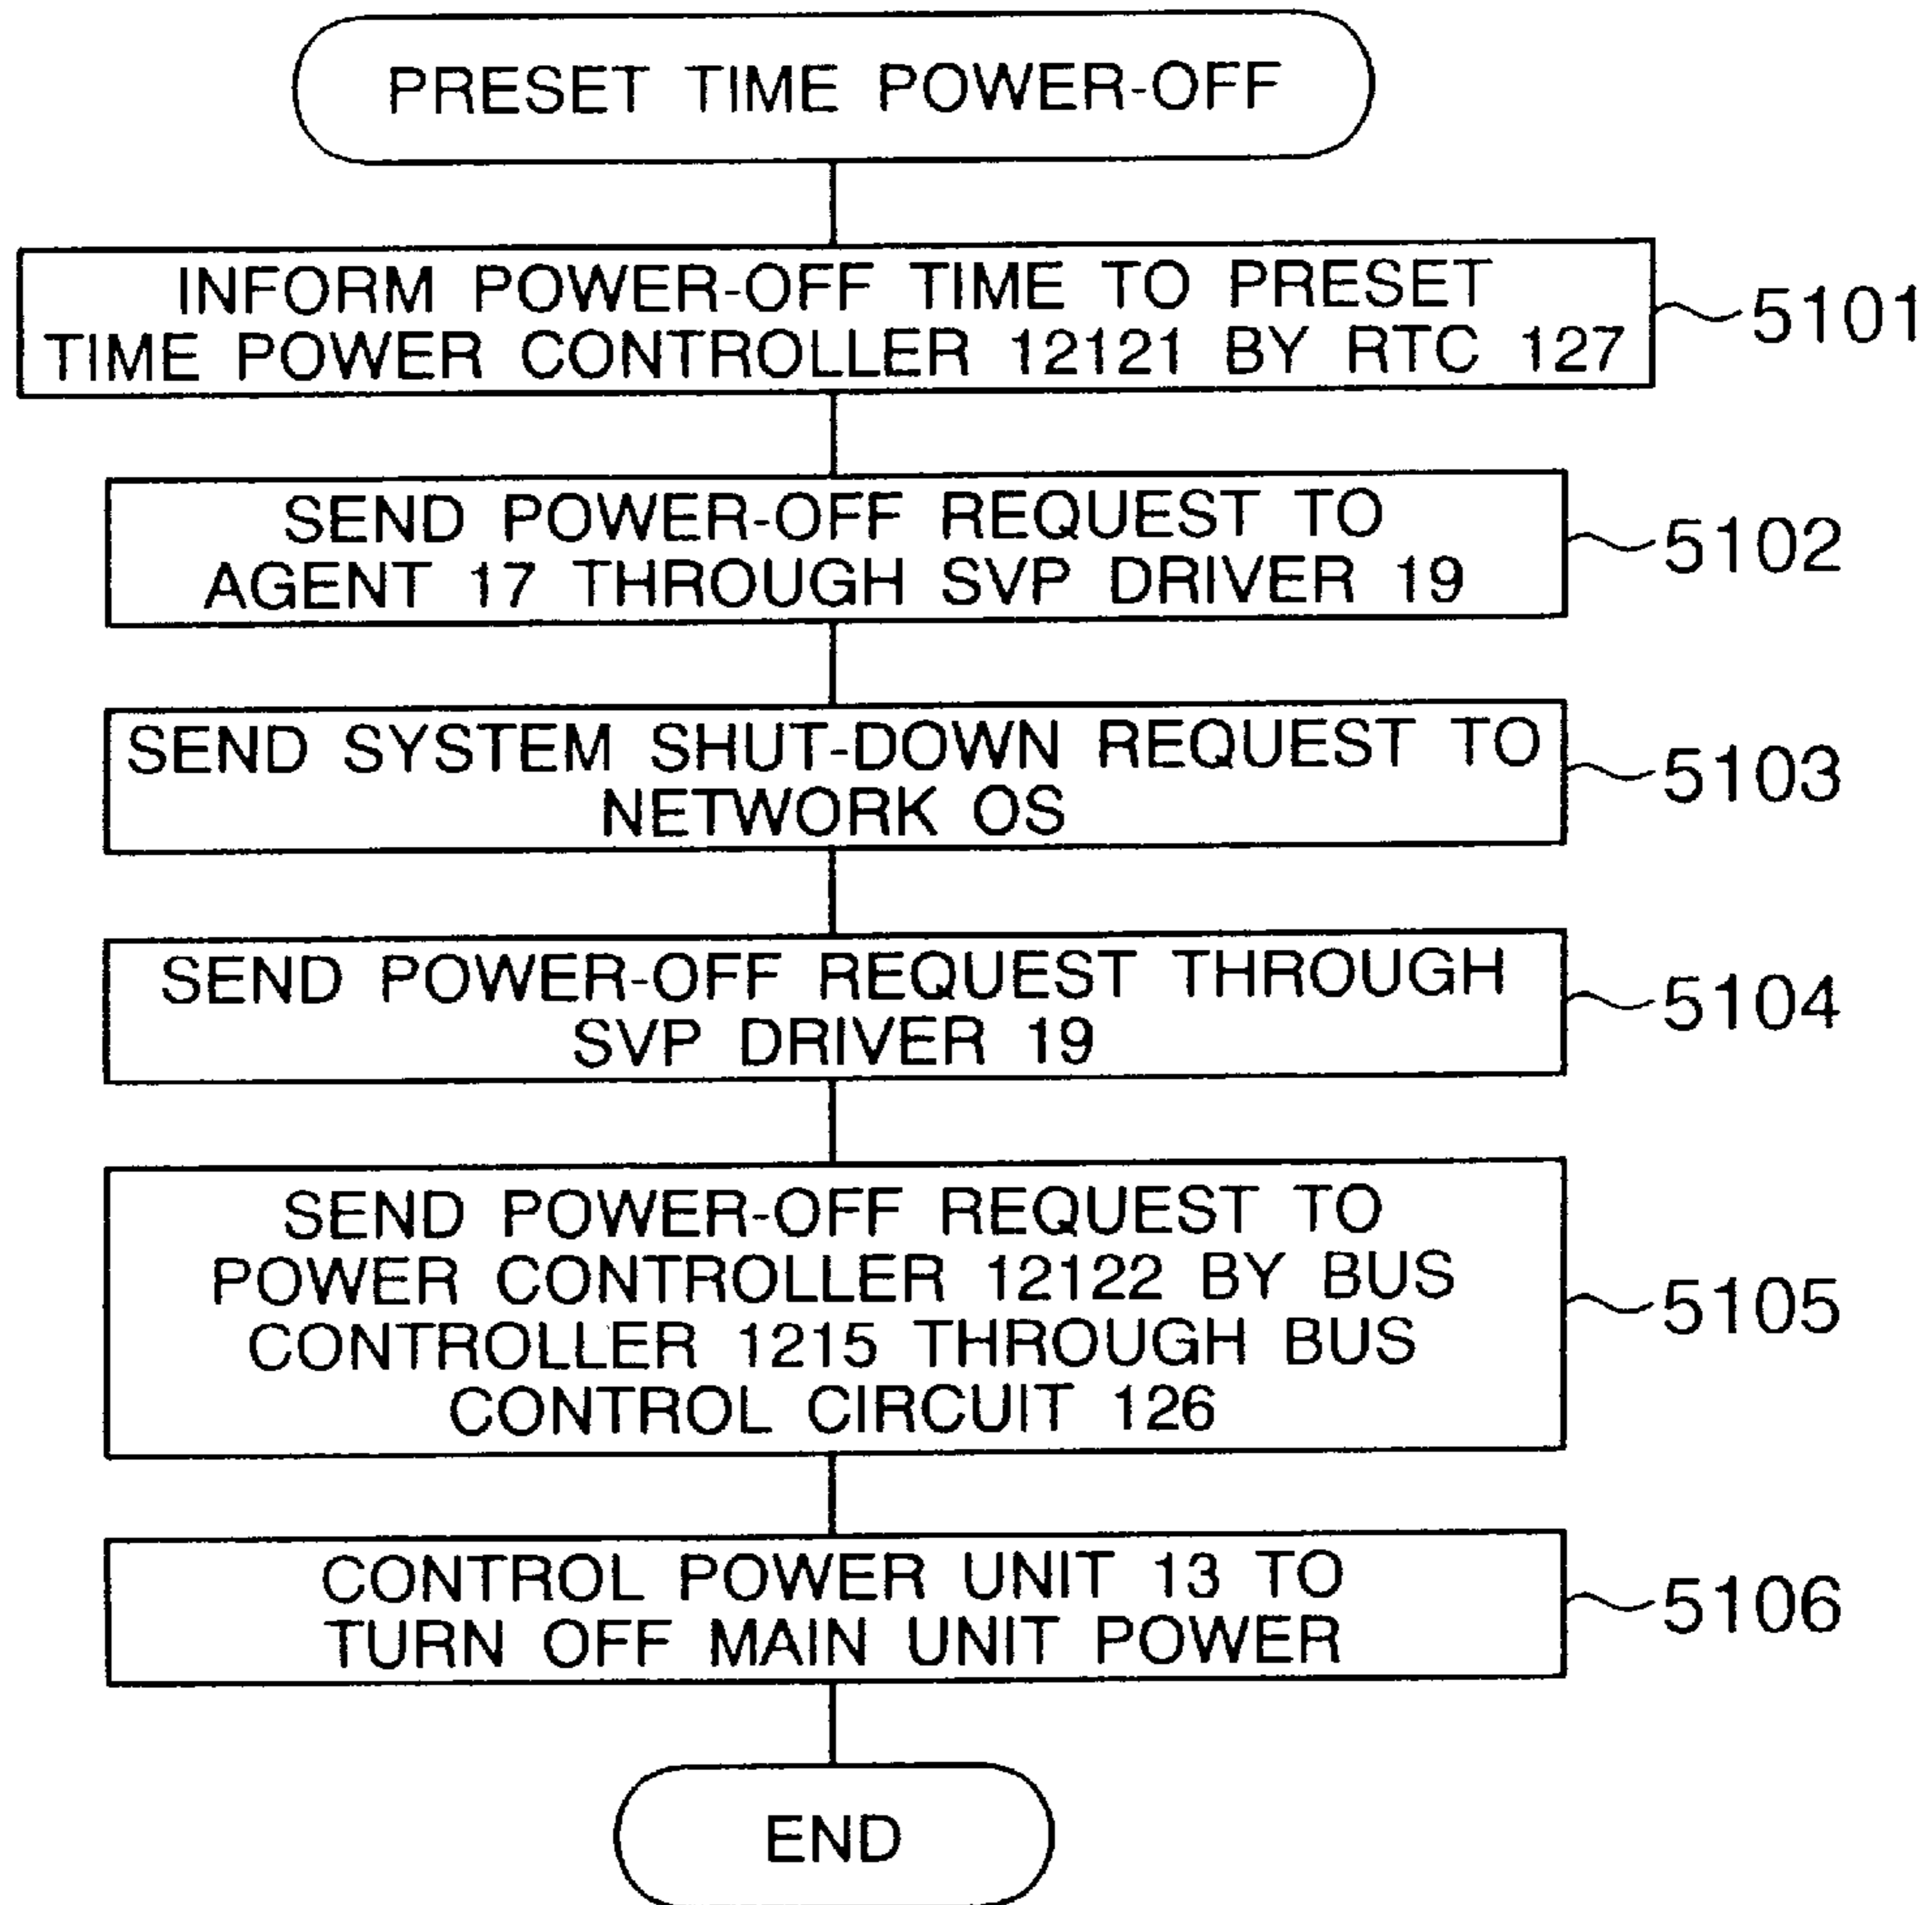 PRESET TIME POWER-OFF
INFORM POWER-OFF TIME TO PRESET
TIME POWER CONTROLLER 12121 BY RTC 127
5101
SEND POWER-OFF REQUEST TO
AGENT 17 THROUGH SVP DRIVER 19
5102
SEND SYSTEM SHUT-DOWN REQUEST TO
NETWORK OS
5103
SEND POWER-OFF REQUEST THROUGH
SVP DRIVER 19
5104
SEND POWER-OFF REQUEST TO
POWER CONTROLLER 12122 BY BUS
CONTROLLER 1215 THROUGH BUS
CONTROL CIRCUIT 126
5105
CONTROL POWER UNIT 13 TO
TURN OFF MAIN UNIT POWER
5106
END